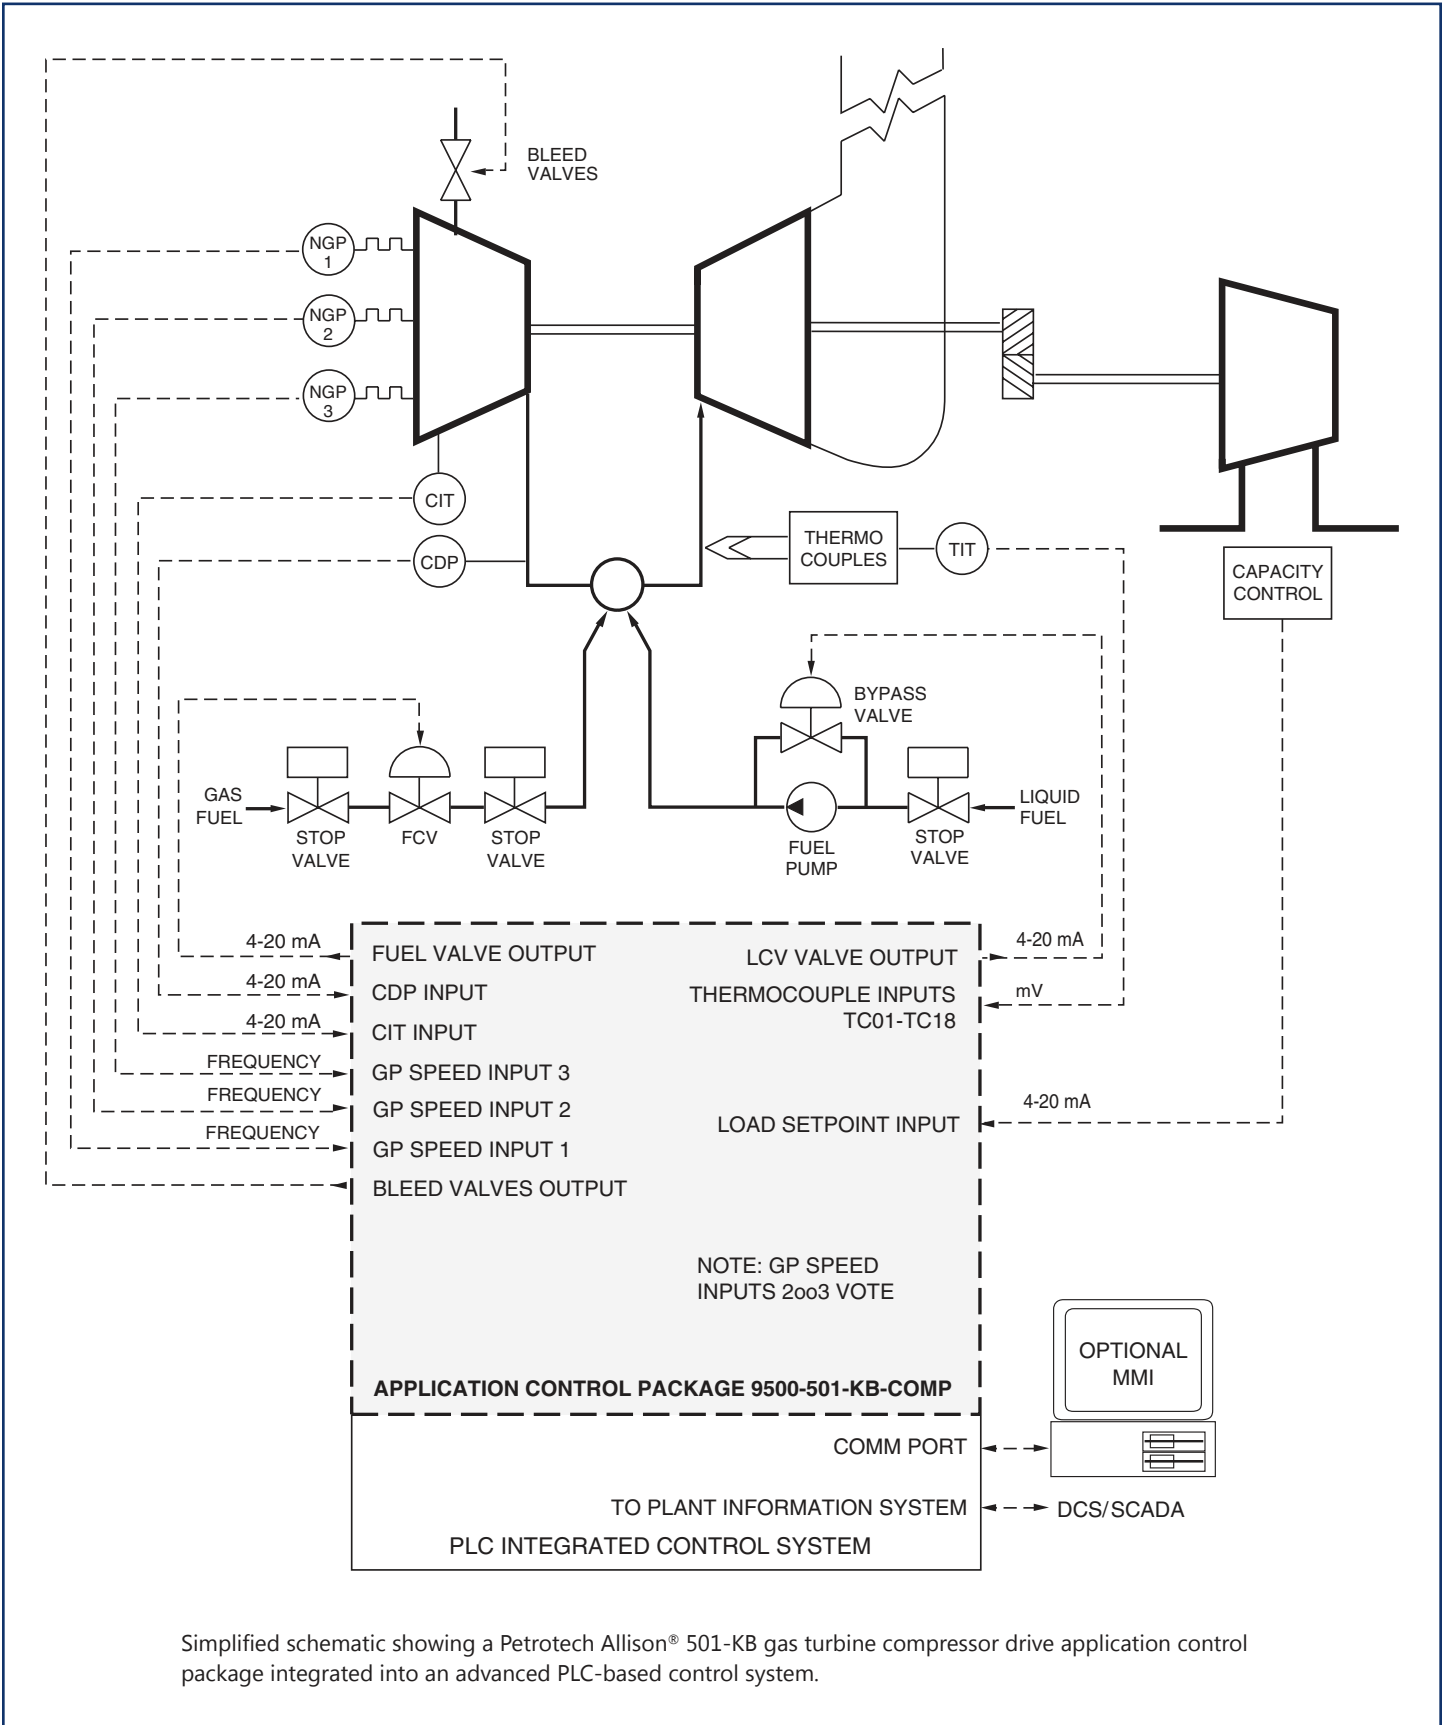 BLEED
VALVES
NGP
1
NGP
2
NGP
3
CIT
CDP
THERMO
COUPLES
TIT
CAPACITY
CONTROL
BYPASS
VALVE
GAS
FUEL
STOP
VALVE
FCV
STOP
VALVE
FUEL
PUMP
STOP
VALVE
LIQUID
FUEL
4-20 mA
FUEL VALVE OUTPUT
4-20 mA
CDP INPUT
4-20 mA
CIT INPUT
FREQUENCY
GP SPEED INPUT 3
FREQUENCY
GP SPEED INPUT 2
FREQUENCY
GP SPEED INPUT 1
BLEED VALVES OUTPUT
LCV VALVE OUTPUT
4-20 mA
THERMOCOUPLE INPUTS
TC01-TC18
mV
LOAD SETPOINT INPUT
4-20 mA
NOTE: GP SPEED
INPUTS 2oo3 VOTE
APPLICATION CONTROL PACKAGE 9500-501-KB-COMP
OPTIONAL
MMI
COMM PORT
TO PLANT INFORMATION SYSTEM
DCS/SCADA
PLC INTEGRATED CONTROL SYSTEM
Simplified schematic showing a Petrotech Allison® 501-KB gas turbine compressor drive application control
package integrated into an advanced PLC-based control system.